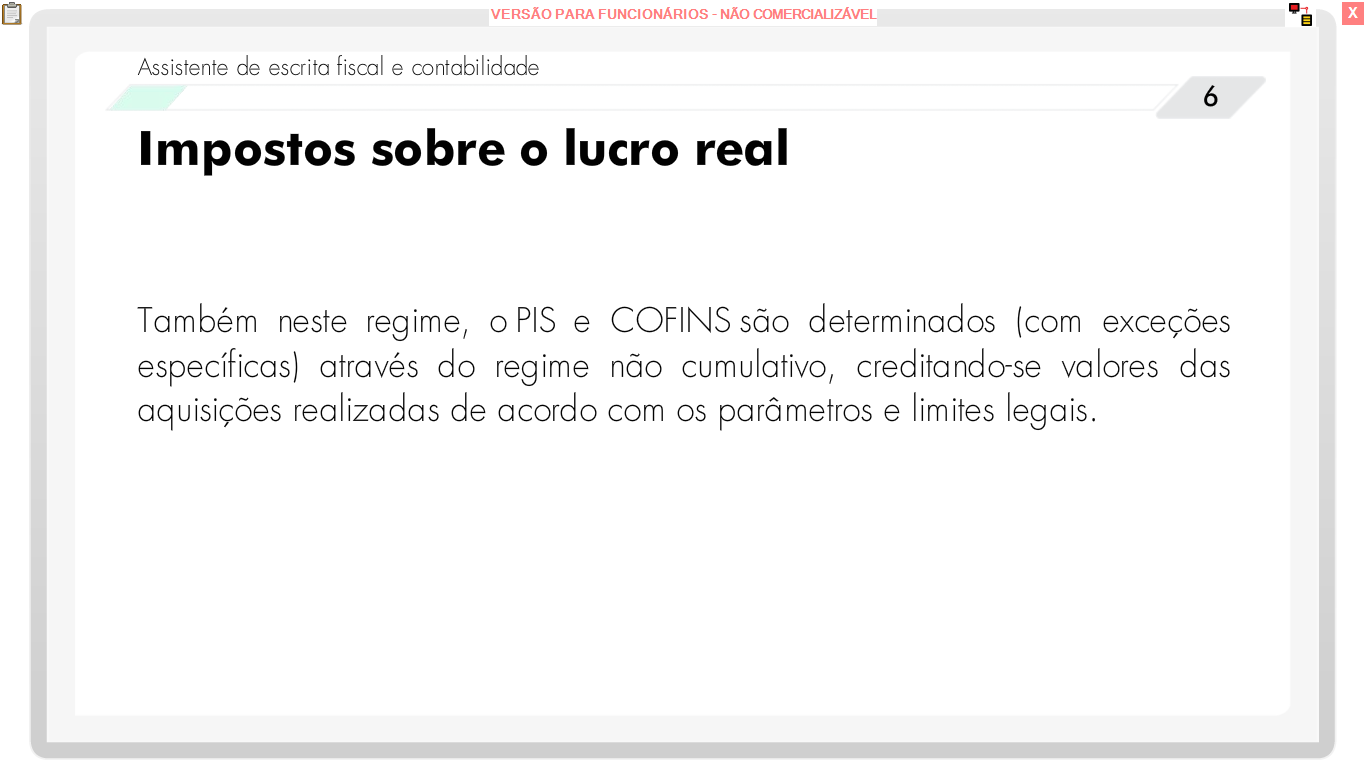 VERSÃO PARA FUNCIONÁRIOS - NÃO COMERCIALIZÁVEL
X
Assistente de escrita fiscal e contabilidade
6
Impostos sobre o lucro real
Também neste regime, o PIS e COFINS são determinados (com exceções
específicas) através do regime não cumulativo, creditando-se valores das
aquisições realizadas de acordo com os parâmetros e limites legais.